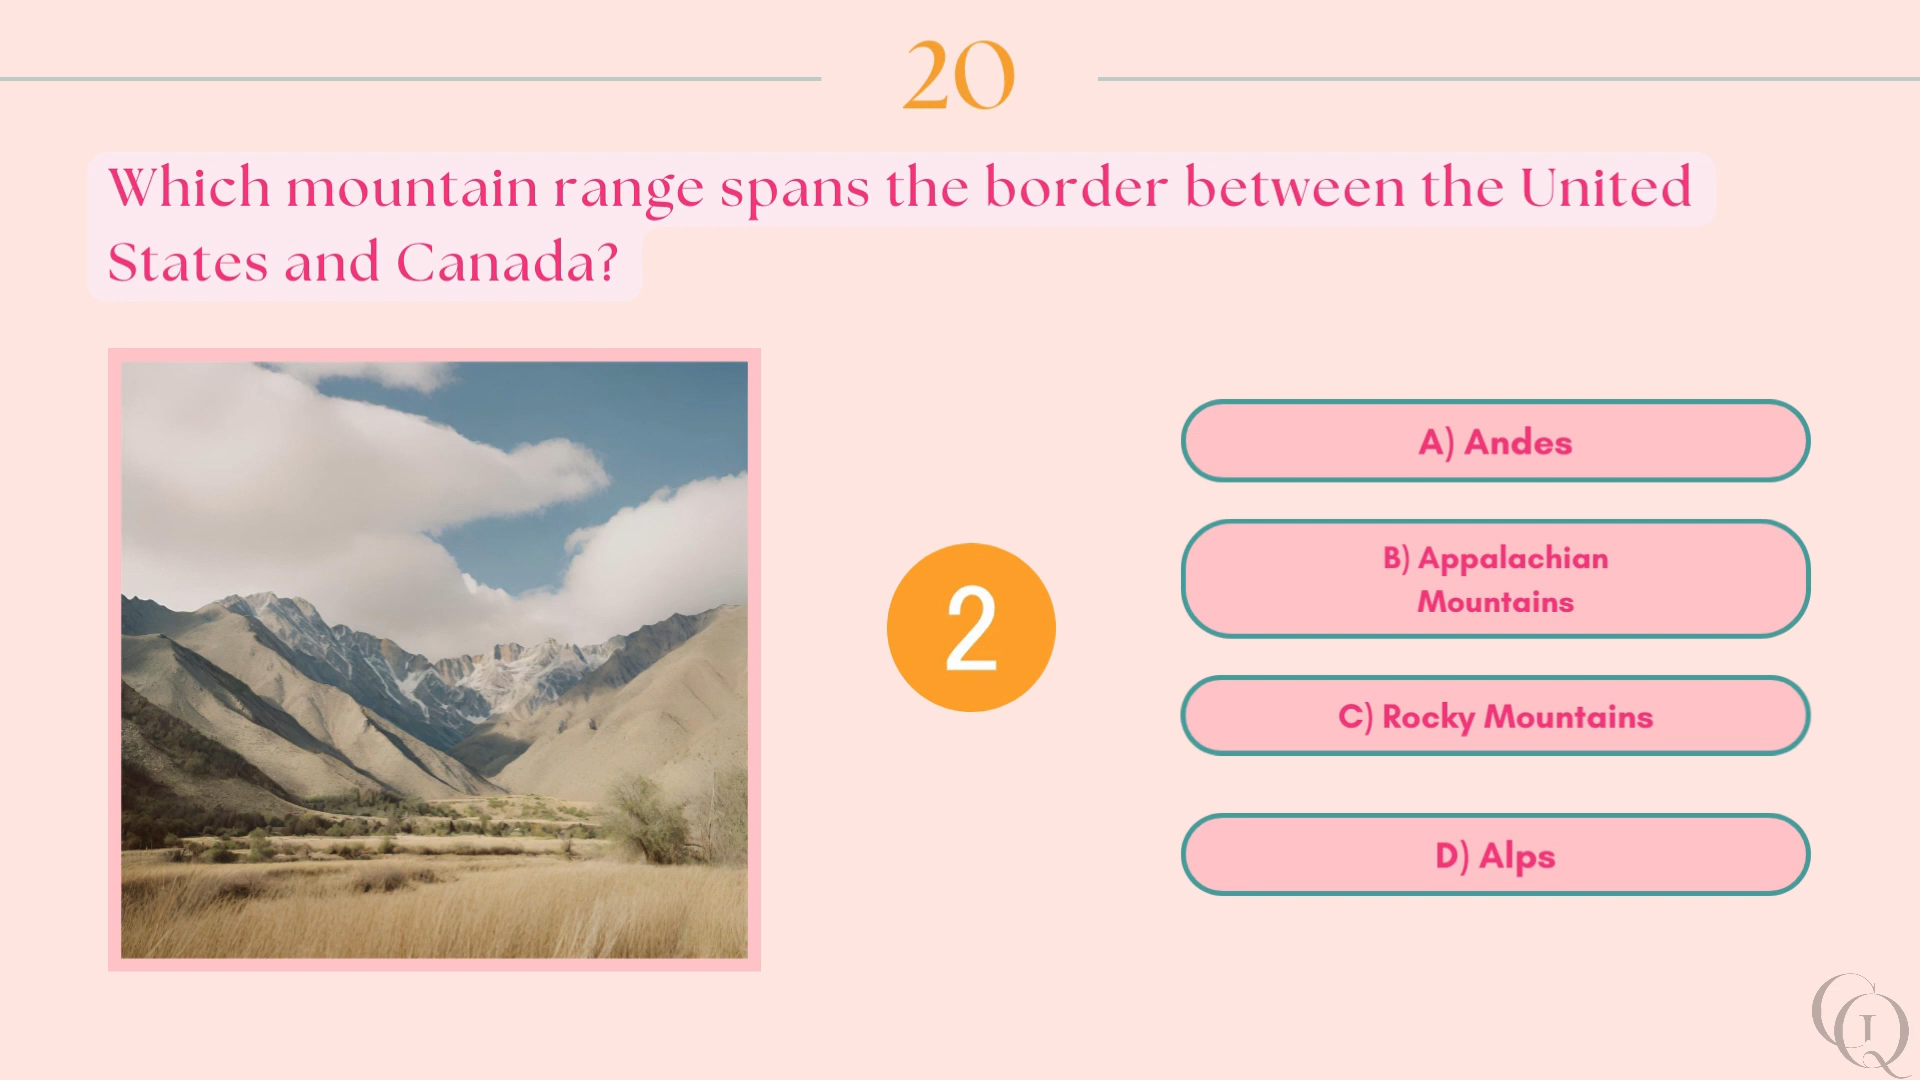 20
Which mountain range spans the border between the United
States and Canada?
A) Andes
B) Appalachian
Mountains
2
C) Rocky Mountains
D) Alps